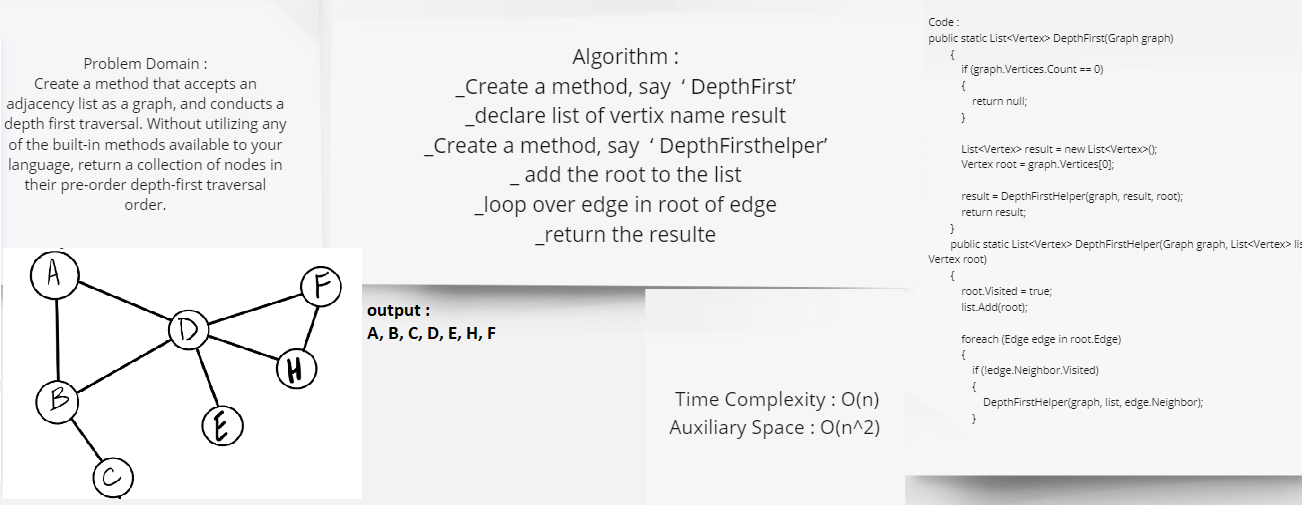 Problem Domain :
Create a method that accepts an
adjacency list as a graph, and conducts a
depth first traversal. Without utilizing any
of the built-in methods available to your
language, return a collection of nodes in
their pre-order depth-first traversal
order.
Algorithm :
_Create a method, say ‘ DepthFirst’
_declare list of vertix name result
_Create a method, say ‘ DepthFirsthelper’
_ add the root to the list
_loop over edge in root of edge
_return the resulte
Code :
public static List<Vertex> DepthFirst(Graph graph)
{
if (graph.Vertices.Count == 0)
{
return null;
}
List<Vertex> result = new List<Vertex>();
Vertex root = graph.Vertices[0];
result = DepthFirstHelper(graph, result, root);
return result;
}
public static List<Vertex> DepthFirstHelper(Graph graph, List<Vertex> lis
Vertex root)
{
root.Visited = true;
list.Add(root);
foreach (Edge edge in root.Edge)
{
if (!edge.Neighbor.Visited)
{
DepthFirstHelper(graph, list, edge.Neighbor);
}
A
F
D
H
B
E
C
output :
A, B, C, D, E, H, F
Time Complexity : O(n)
Auxiliary Space : O(n^2)